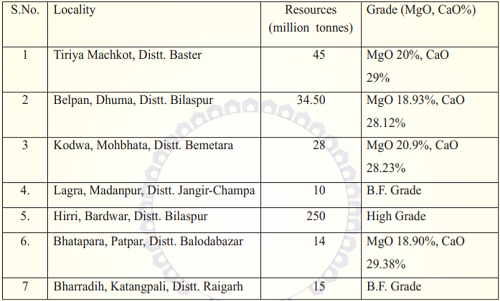 S.No. Locality Resources Grade (MgO, CaO%)
(million tonnes)
1 Tiriya Machkot, Distt. Baster 45 MgO 20%, CaO
29%
2 Belpan, Dhuma, Distt. Bilaspur 34.50 MgO 18.93%, CaO
28.12%
3 Kodwa, Mohbhata, Distt. Bemetara 28 MgO 20.9%, CaO
28.23%
4. Lagra, Madanpur, Distt. Jangir-Champa 10 B.F. Grade
5. Hirri, Bardwar, Distt. Bilaspur 250 High Grade
6. Bhatapara, Patpar, Distt. Balodabazar 14 MgO 18.90%, CaO
29.38%
7 Bharradih, Katangpali, Distt. Raigarh 15 B.F. Grade